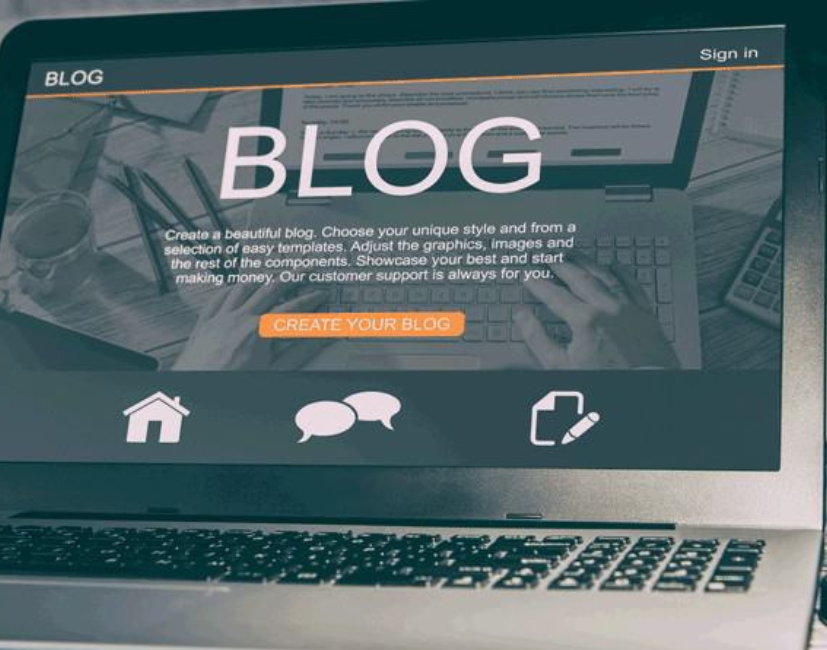 BLOG
Sign in
BLOG
Create a beautiful blog. Choose your unique style and from a
selection of easy templates. Adjust the graphics, images and
the rest of the components. Showcase your best and start
making money. Our customer support is always for you.
CREATE YOUR BLOG